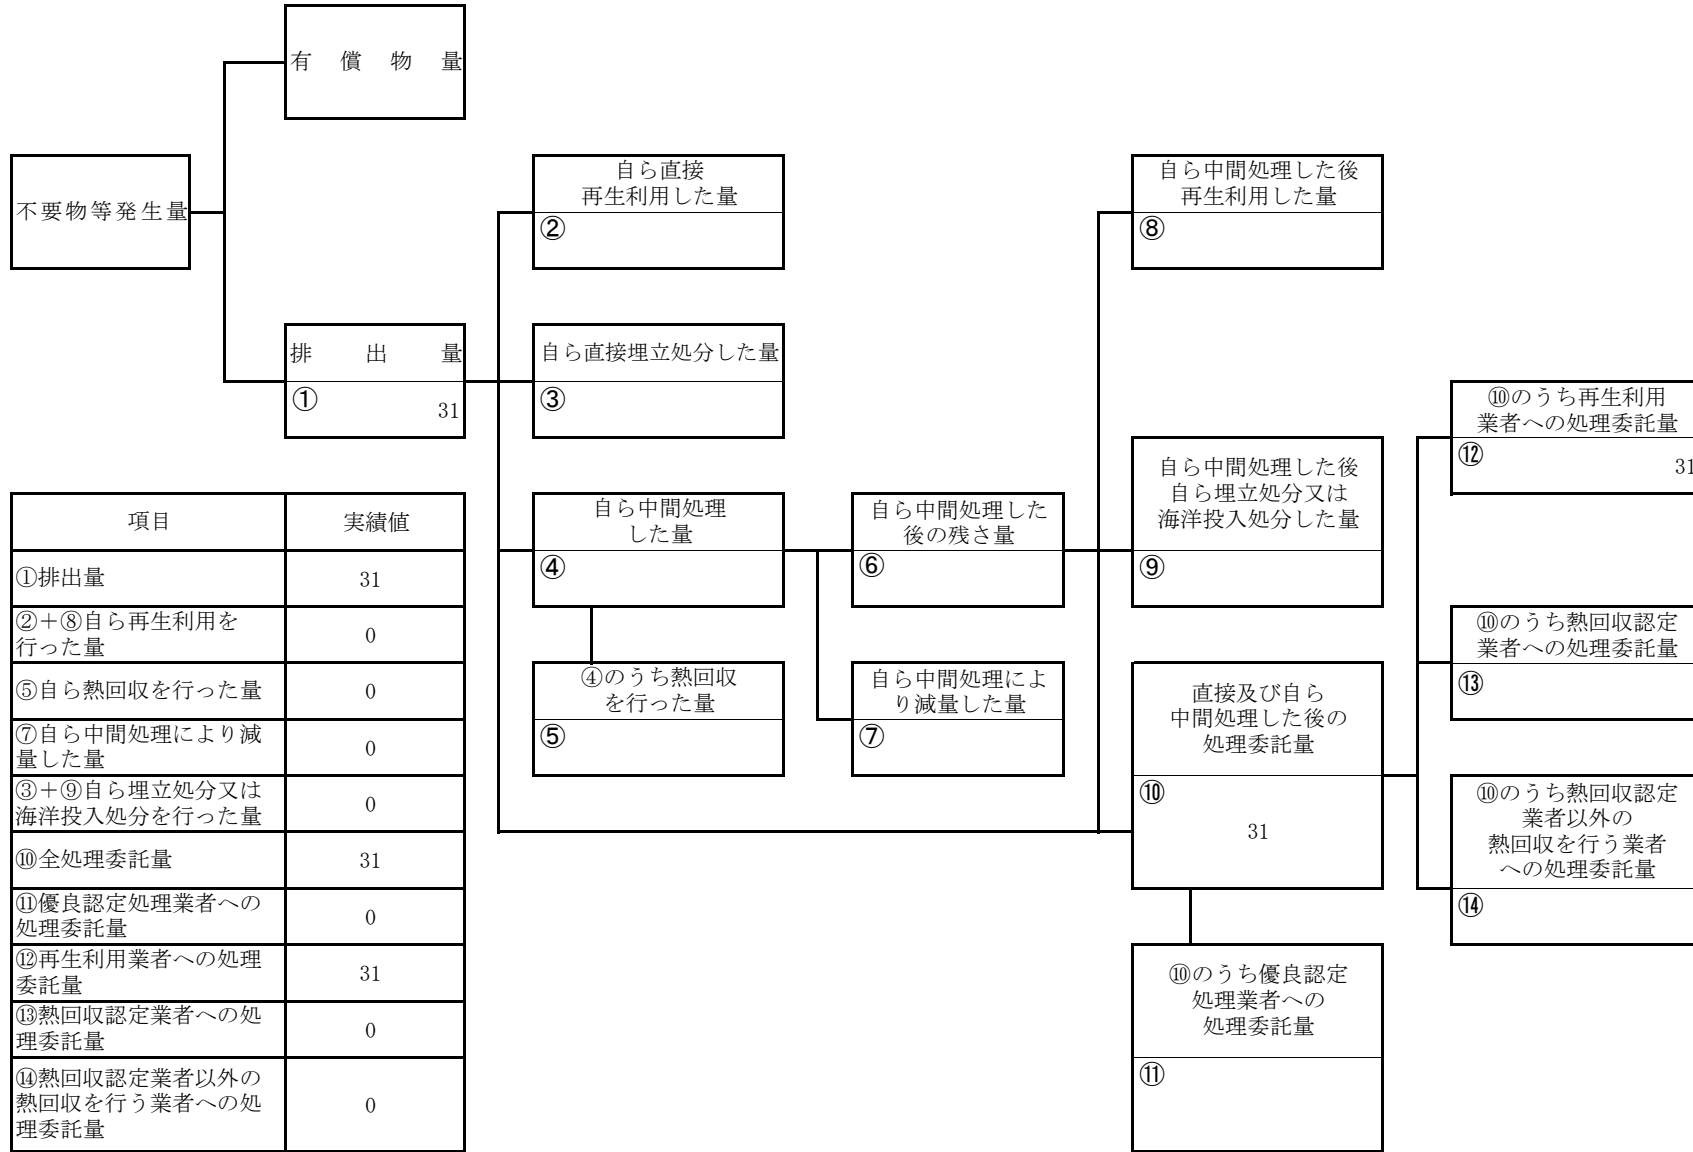 有償物量
不要物等発生量
自ら直接
再生利用した量
②
自ら中間処理した後
再生利用した量
⑧
排出量
①
31
自ら直接埋立処分した量
③
⑩のうち再生利用
業者への処理委託量
⑫
31
自ら中間処理
した量
④
自ら中間処理した
後の残さ量
⑥
自ら中間処理した後
自ら埋立処分又は
海洋投入処分した量
⑨
⑩のうち熱回収認定
業者への処理委託量
⑬
④のうち熱回収
を行った量
⑤
自ら中間処理によ
り減量した量
⑦
直接及び自ら
中間処理した後の
処理委託量
⑩
31
⑩のうち熱回収認定
業者以外の
熱回収を行う業者
への処理委託量
⑭
⑩のうち優良認定
処理業者への
処理委託量
⑪
項目 実績値
①排出量 31
②＋⑧自ら再生利用を
行った量 0
⑤自ら熱回収を行った量 0
⑦自ら中間処理により減
量した量 0
③＋⑨自ら埋立処分又は
海洋投入処分を行った量 0
⑩全処理委託量 31
⑪優良認定処理業者への
処理委託量 0
⑫再生利用業者への処理
委託量 31
⑬熱回収認定業者への処
理委託量 0
⑭熱回収認定業者以外の
熱回収を行う業者への処 0
理委託量